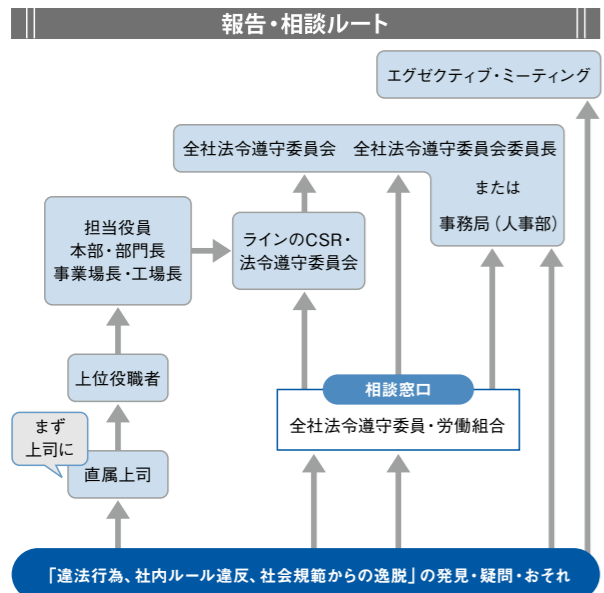 報告・相談ルート
エグゼクティブ・ミーティング
全社法令遵守委員会　全社法令遵守委員会委員長
または
事務局（人事部）
担当役員
本部・部門長
事業場長・工場長
ラインのCSR・
法令遵守委員会
上位役職者
相談窓口
全社法令遵守委員・労働組合
まず
上司に
直属上司
「違法行為、社内ルール違反、社会規範からの逸脱」の発見・疑問・おそれ